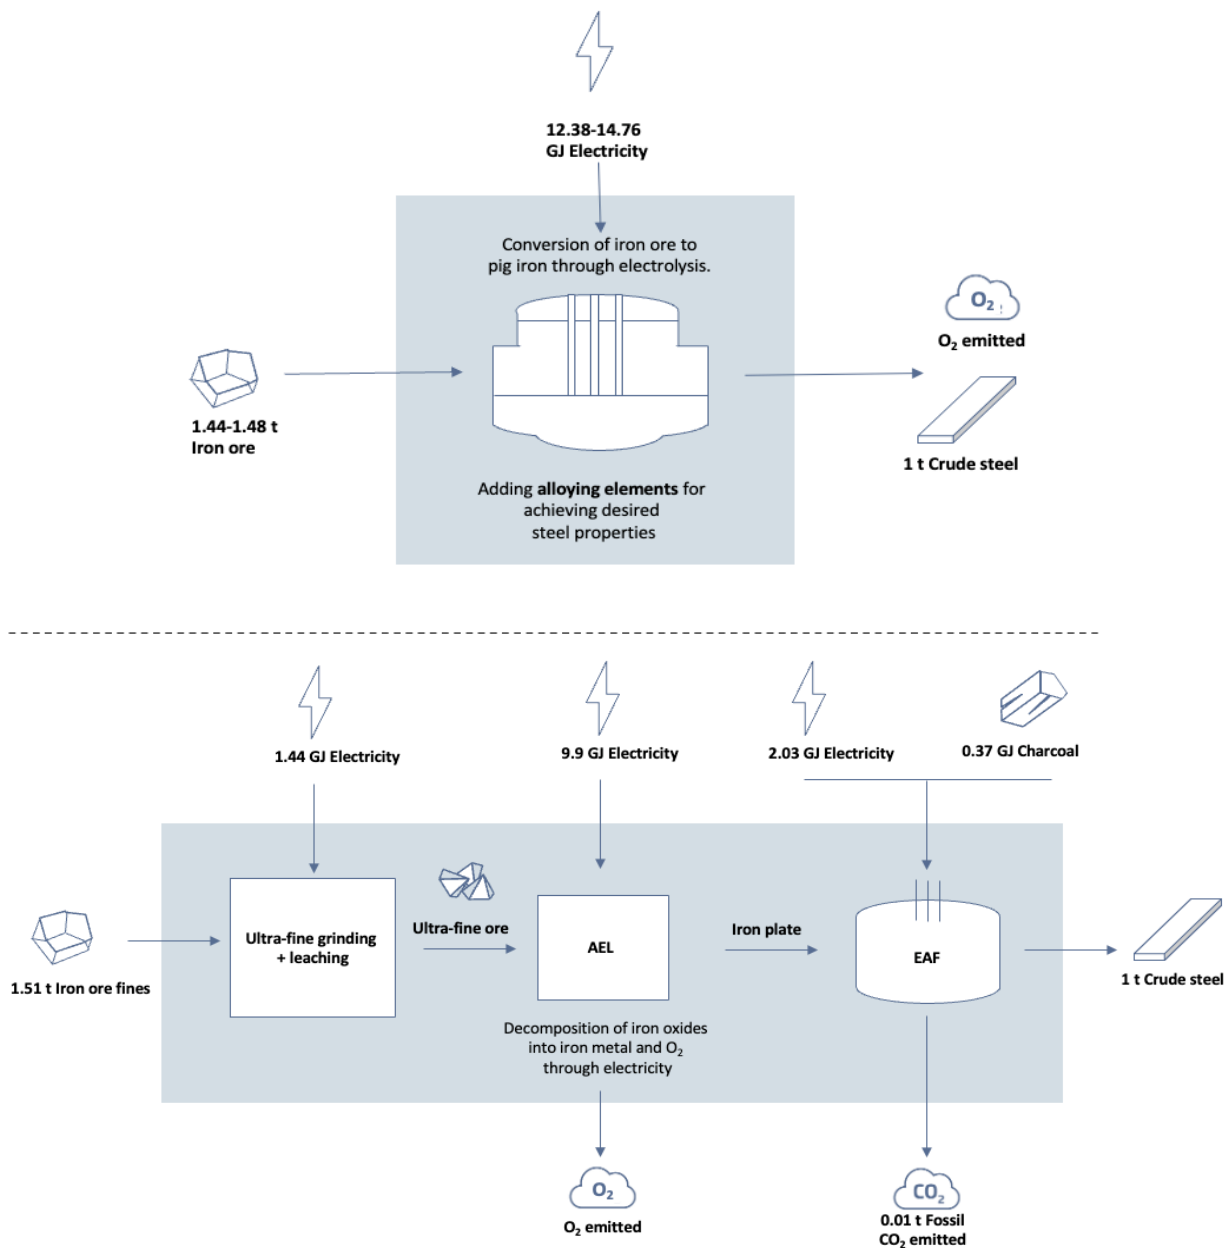 12.38-14.76
GJ Electricity
Conversion of iron ore to
pig iron through electrolysis.
O₂
O₂ emitted
1.44-1.48 t
Iron ore
1 t Crude steel
Adding alloying elements for
achieving desired
steel properties
1.44 GJ Electricity
9.9 GJ Electricity
2.03 GJ Electricity
0.37 GJ Charcoal
Ultra-fine grinding
+ leaching
Ultra-fine ore
AEL
Iron plate
EAF
1.51 t Iron ore fines
1 t Crude steel
Decomposition of iron oxides
into iron metal and O₂
through electricity
O₂
O₂ emitted
CO₂
0.01 t Fossil
CO₂ emitted